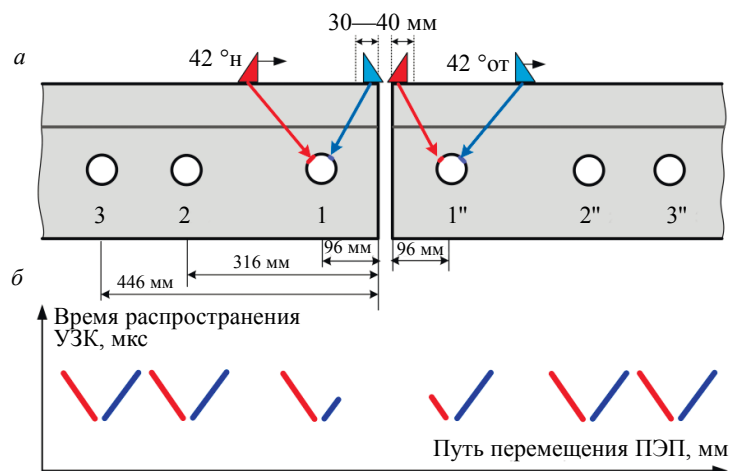 30—40 мм
а
42 °н
42 °от
3
2
1
1"
2"
3"
96 мм
96 мм
316 мм
446 мм
б
Время распространения
УЗК, мкс
Путь перемещения ПЭП, мм